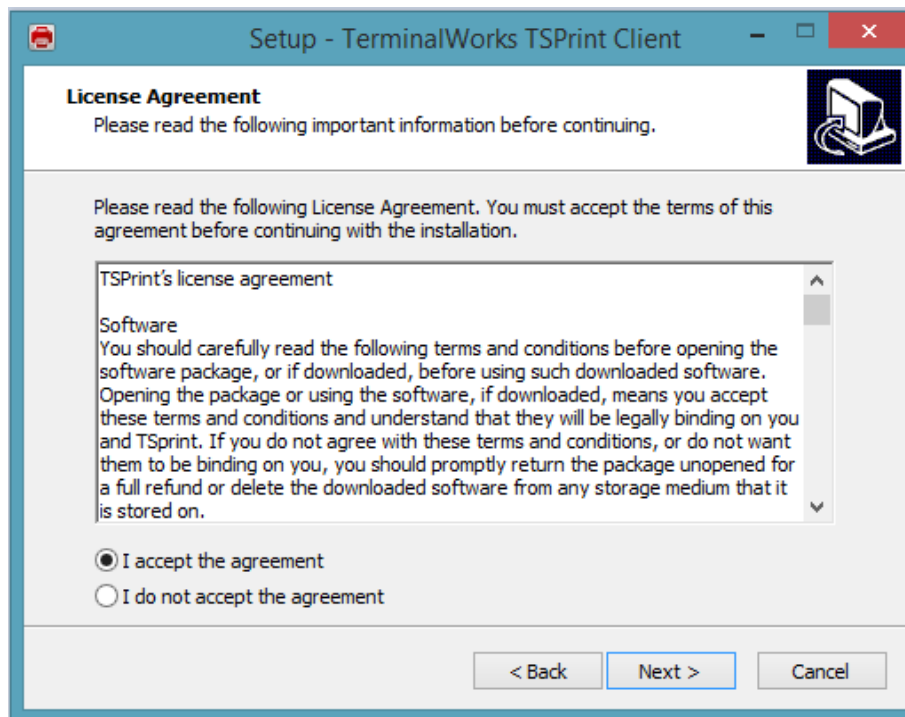 Setup - TerminalWorks TSPrint Client
License Agreement
Please read the following important information before continuing.
Please read the following License Agreement. You must accept the terms of this
agreement before continuing with the installation.
TSPrint's license agreement
Software
You should carefully read the following terms and conditions before opening the
software package, or if downloaded, before using such downloaded software.
Opening the package or using the software, if downloaded, means you accept
these terms and conditions and understand that they will be legally binding on you
and TSprint. If you do not agree with these terms and conditions, or do not want
them to be binding on you, you should promptly return the package unopened for
a full refund or delete the downloaded software from any storage medium that it
is stored on.
I accept the agreement
I do not accept the agreement
< Back Next > Cancel